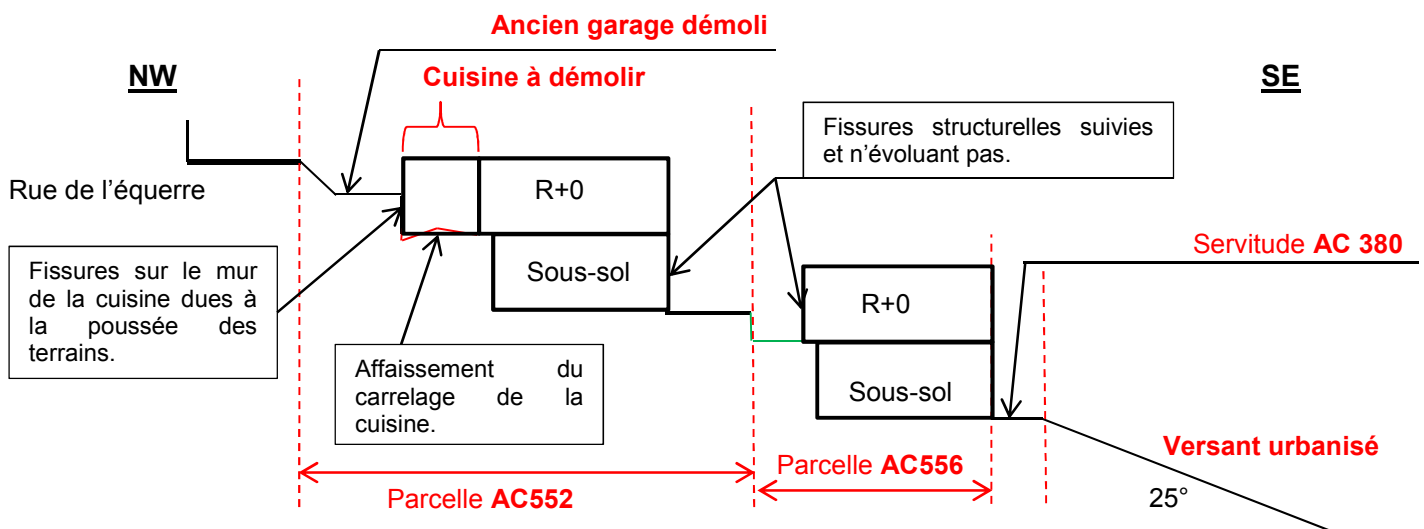 Ancien garage démoli
NW
Cuisine à démolir
SE
Fissures structurelles suivies
et n’évoluant pas.
Rue de l’équerre
R+0
Servitude AC 380
Fissures sur le mur
de la cuisine dues à
la poussée des
terrains.
Sous-sol
R+0
Affaissement du
carrelage de la
cuisine.
Sous-sol
Versant urbanisé
Parcelle AC556
Parcelle AC552
25°